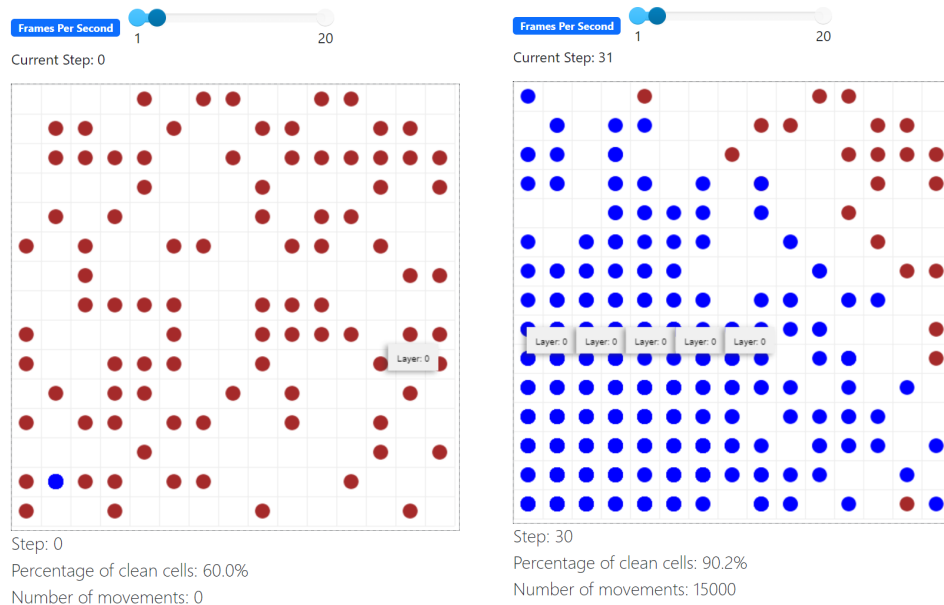 Frames Per Second
1
20
Current Step: 0
Layer: 0
Step: 0
Percentage of clean cells: 60.0%
Number of movements: 0
Frames Per Second
1
20
Current Step: 31
Layer: 0
Layer: 0
Layer: 0
Layer: 0
Layer: 0
Step: 30
Percentage of clean cells: 90.2%
Number of movements: 15000